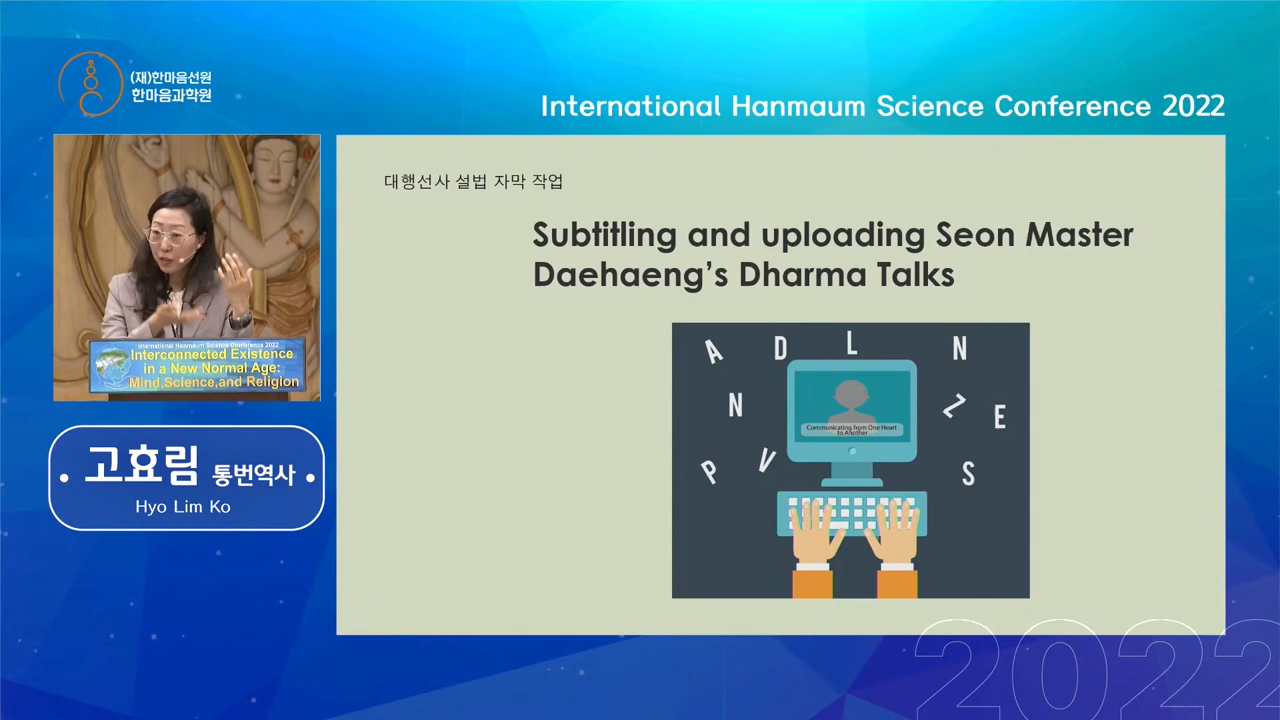 (재)한마음선원
한마음과학원
International Hanmaum Science Conference 2022
대행선사 설법 자막 작업
Subtitling and uploading Seon Master
Daehaeng's Dharma Talks
A D L N
N Z E
P V S
Communicating from One Heart
to Another
International Hanmaum Science Conference 2022
Interconnected Existence
in a New Normal Age:
Mind,Science,and Religion
고효림 통번역사
Hyo Lim Ko
2022